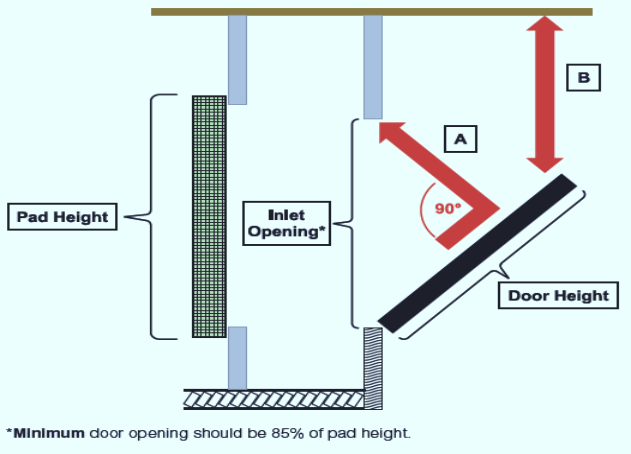 B
A
Pad Height
Inlet
Opening*
90°
Door Height
*Minimum door opening should be 85% of pad height.